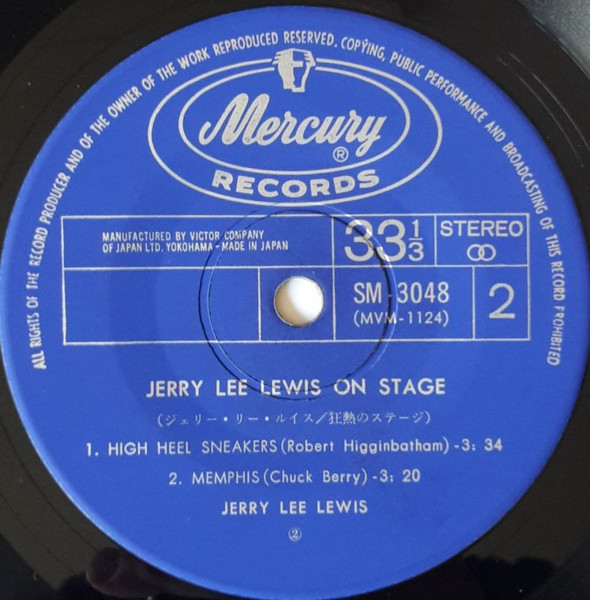 ALL RIGHTS OF THE RECORD PRODUCER AND OF THE OWNER OF THE WORK REPRODUCED RESERVED. COPYING, PUBLIC PERFORMANCE AND BROADCASTING OF THIS RECORD PROHIBITED
Mercury
®
RECORDS
MANUFACTURED BY VICTOR COMPANY
OF JAPAN LTD. YOKOHAMA - MADE IN JAPAN
33 1/3
STEREO
SM-3048
(MVM-1124)
2
JERRY LEE LEWIS ON STAGE
(ジェリー・リー・ルイス/狂熱のステージ)
1. HIGH HEEL SNEAKERS (Robert Higginbatham) -3: 34
2. MEMPHIS (Chuck Berry) -3: 20
JERRY LEE LEWIS
②